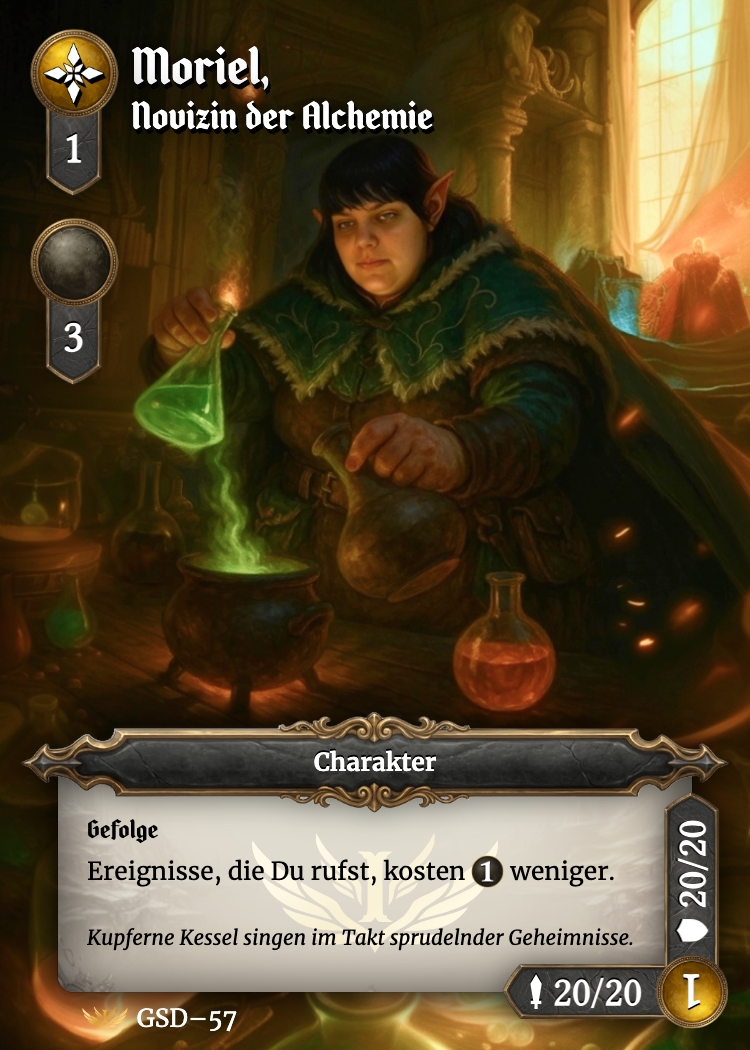 Moriel,
Novizin der Alchemie
1
3
Charakter
Gefolge
Ereignisse, die Du rufst, kosten 1 weniger.
Kupferne Kessel singen im Takt sprudelnder Geheimnisse.
20/20
20/20
1
GSD–57